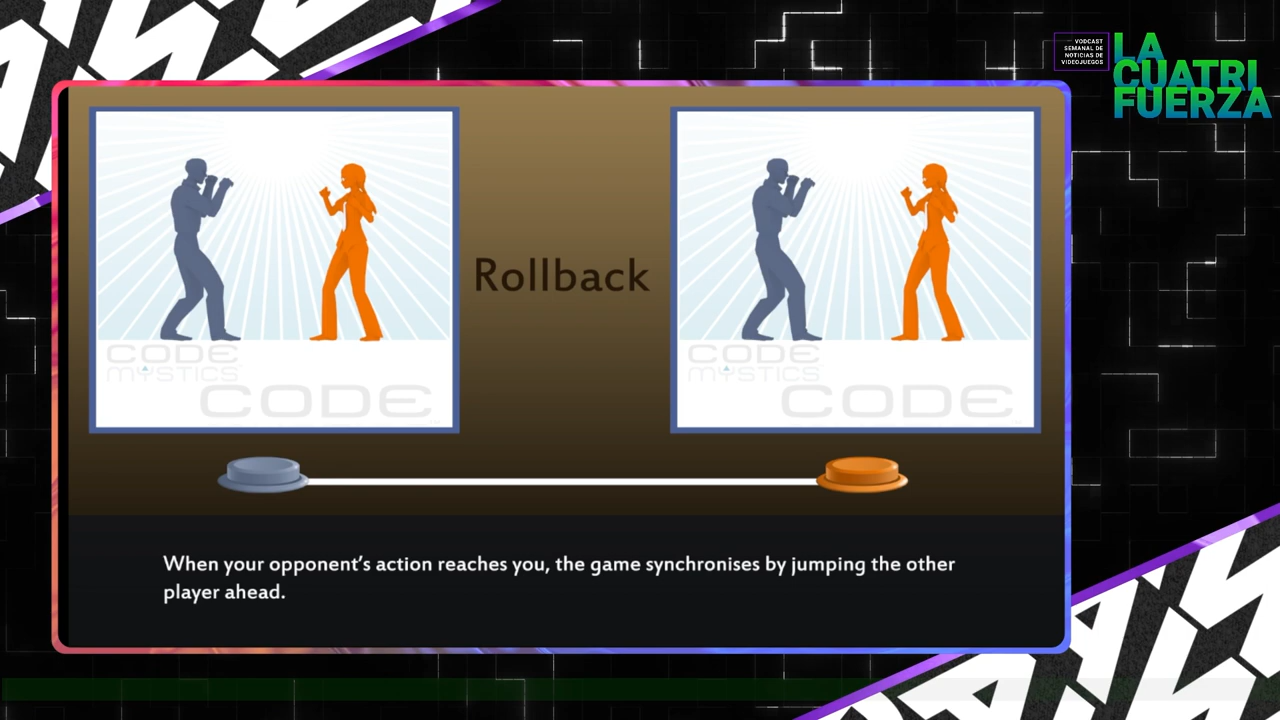 VODCAST
SEMANAL DE
NOTICIAS DE
VIDEOJUEGOS
LA
CUATRI
FUERZA
Rollback
CODE
MYSTICS
CODE
CODE
MYSTICS
CODE
When your opponent’s action reaches you, the game synchronises by jumping the other
player ahead.